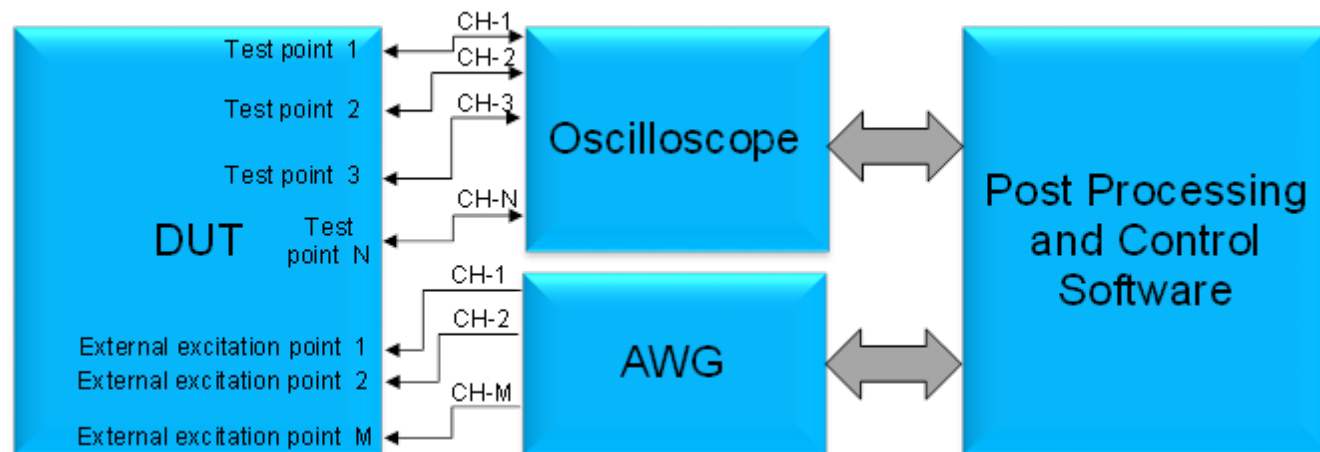 CH-1
Test point 1
CH-2
Test point 2
CH-3
Test point 3
CH-N
Test
point N
DUT
CH-1
CH-2
External excitation point 1
External excitation point 2
CH-M
External excitation point M
Oscilloscope
AWG
Post Processing
and Control
Software